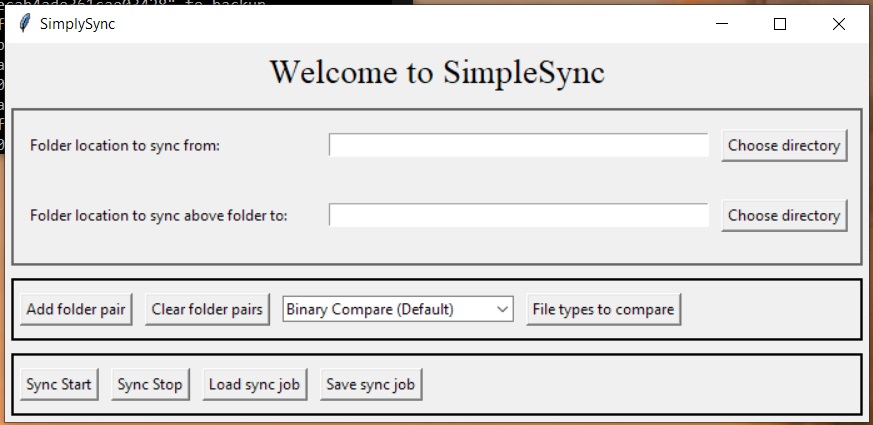 SimplySync
Welcome to SimpleSync
Folder location to sync from: Choose directory
Folder location to sync above folder to: Choose directory
Add folder pair Clear folder pairs Binary Compare (Default) File types to compare
Sync Start Sync Stop Load sync job Save sync job